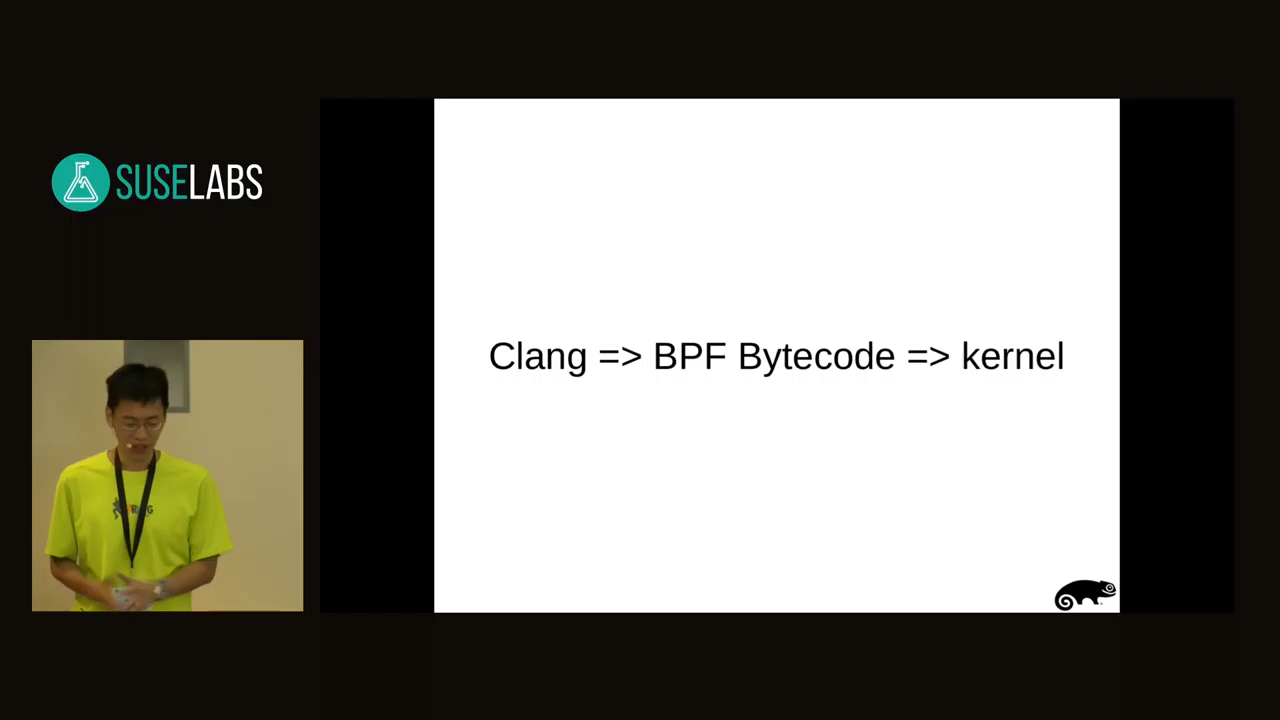 SUSELABS
Clang => BPF Bytecode => kernel